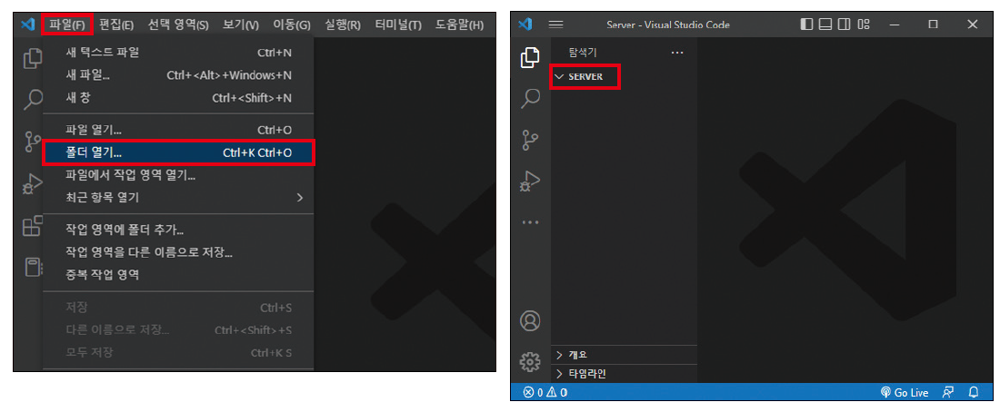 파일(F) 편집(E) 선택 영역(S) 보기(V) 이동(G) 실행(R) 터미널(T) 도움말(H)
새 텍스트 파일 Ctrl+N
새 파일... Ctrl+<Alt>+Windows+N
새 창 Ctrl+<Shift>+N
파일 열기... Ctrl+O
폴더 열기... Ctrl+K Ctrl+O
파일에서 작업 영역 열기...
최근 항목 열기
작업 영역에 폴더 추가...
작업 영역을 다른 이름으로 저장...
중복 작업 영역
저장 Ctrl+S
다른 이름으로 저장... Ctrl+<Shift>+S
모두 저장 Ctrl+K S
Server - Visual Studio Code
탐색기 ...
SERVER
개요
타임라인
0 0 Go Live